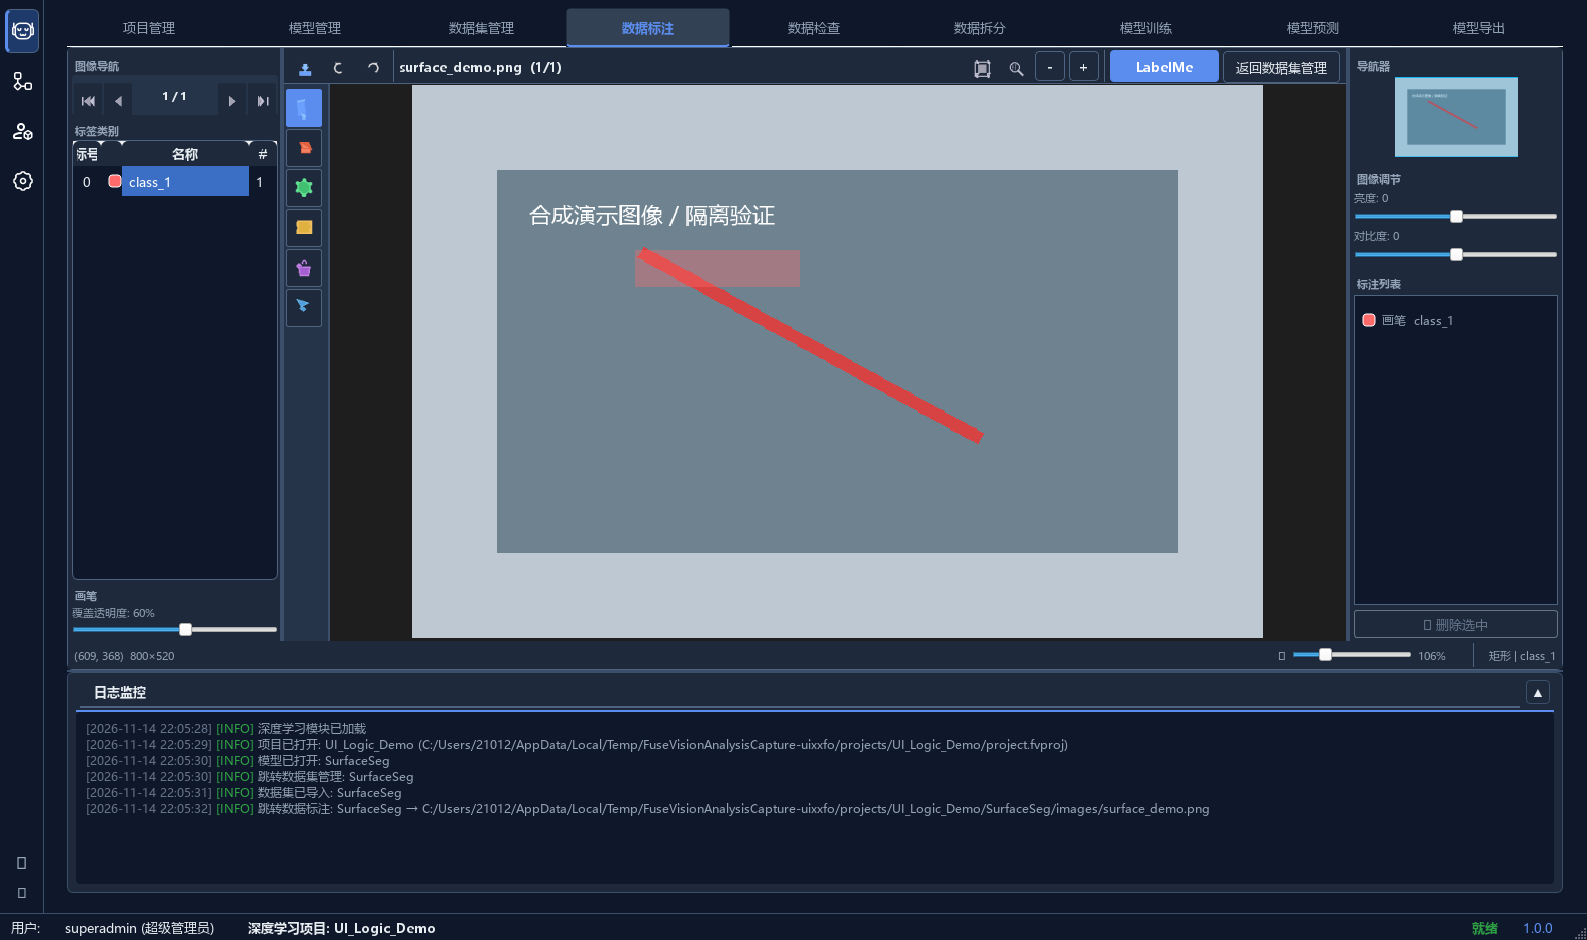 项目管理
模型管理
数据集管理
数据标注
数据检查
数据拆分
模型训练
模型预测
模型导出
图像导航
1 / 1
标签类别
标号 名称 #
0 class_1 1
画笔
覆盖透明度: 60%
surface_demo.png (1/1)
- +
LabelMe
返回数据集管理
合成演示图像 / 隔离验证
导航器
图像调节
亮度: 0
对比度: 0
标注列表
画笔 class_1
删除选中
(609, 368) 800×520
106%
矩形 | class_1
日志监控
[2026-11-14 22:05:28] [INFO] 深度学习模块已加载
[2026-11-14 22:05:29] [INFO] 项目已打开: UI_Logic_Demo (C:/Users/21012/AppData/Local/Temp/FuseVisionAnalysisCapture-uixxfo/projects/UI_Logic_Demo/project.fvproj)
[2026-11-14 22:05:30] [INFO] 模型已打开: SurfaceSeg
[2026-11-14 22:05:30] [INFO] 跳转数据集管理: SurfaceSeg
[2026-11-14 22:05:31] [INFO] 数据集已导入: SurfaceSeg
[2026-11-14 22:05:32] [INFO] 跳转数据标注: SurfaceSeg → C:/Users/21012/AppData/Local/Temp/FuseVisionAnalysisCapture-uixxfo/projects/UI_Logic_Demo/SurfaceSeg/images/surface_demo.png
用户: superadmin (超级管理员) 深度学习项目: UI_Logic_Demo
就绪 1.0.0